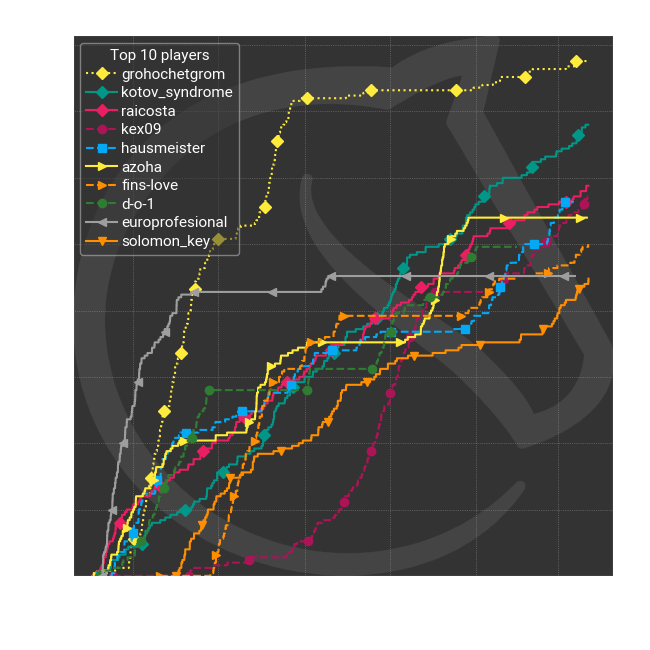 Top 10 players
grohochetgrom
kotov_syndrome
raicosta
kex09
hausmeister
azoha
fins-love
d-o-1
europrofesional
solomon_key